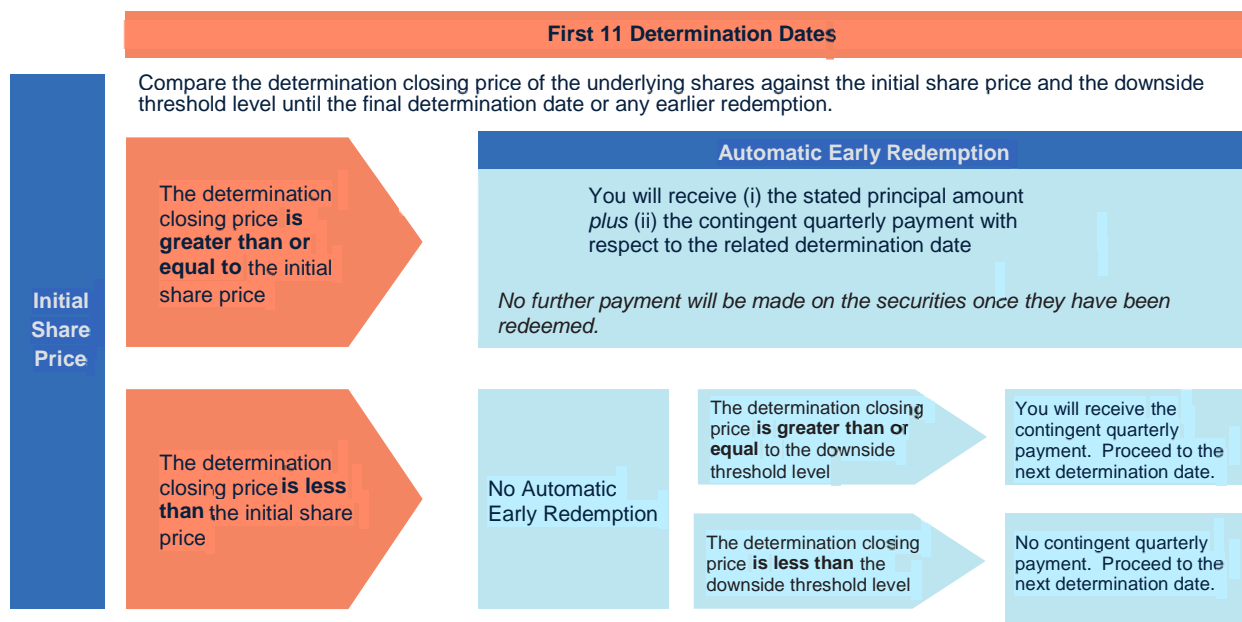 First 11 Determination Dates
Compare the determination closing price of the underlying shares against the initial share price and the downside
threshold level until the final determination date or any earlier redemption.
Initial
Share
Price
The determination
closing price is
greater than or
equal to the initial
share price
Automatic Early Redemption
You will receive (i) the stated principal amount
plus (ii) the contingent quarterly payment with
respect to the related determination date
No further payment will be made on the securities once they have been
redeemed.
The determination
closing price is less
than the initial share
price
No Automatic
Early Redemption
The determination closing
price is greater than or
equal to the downside
threshold level
You will receive the
contingent quarterly
payment. Proceed to the
next determination date.
The determination closing
price is less than the
downside threshold level
No contingent quarterly
payment. Proceed to the
next determination date.